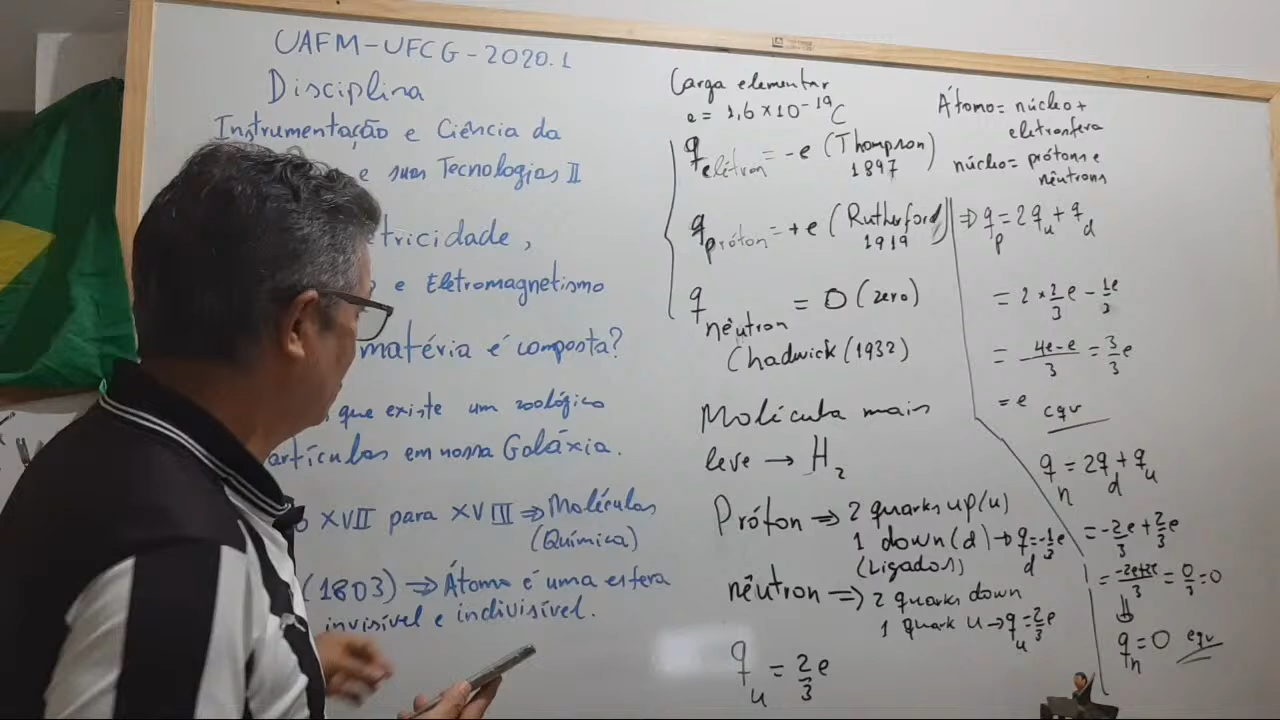 UAFM-UFCG-2020.1
Disciplina
Instrumentação e Ciência da
e suas Tecnologias II
tricidade,
e Eletromagnetismo
matéria é composta?
que existe um zoológico
artículas em nossa Galáxia.
XVII para XVIII ⇒ Moléculas
(Química)
(1803) ⇒ Átomo é uma esfera
invisível e indivisível.
Carga elementar
e = 1,6 × 10^-19 C
q elétron = -e (Thompson)
1897
q próton = +e (Rutherford)
1919
q nêutron = 0 (zero)
Chadwick (1932)
Molécula mais
leve → H2
Próton ⇒ 2 quarks up (u)
1 down (d) → q d = -1/3 e
(Ligados)
nêutron ⇒ 2 quarks down
1 quark u → q u = 2/3 e
q u = 2/3 e
Átomo = núcleo +
eletrosfera
núcleo = prótons e
nêutrons
⇒ q p = 2q u + q d
= 2 × 2/3 e - 1/3 e
= 4e-e/3 = 3/3 e
= e cqv
q n = 2q d + q u
= -2/3 e + 2/3 e
= -2e+2e/3 = 0/3 = 0
⇓
q n = 0 cqv